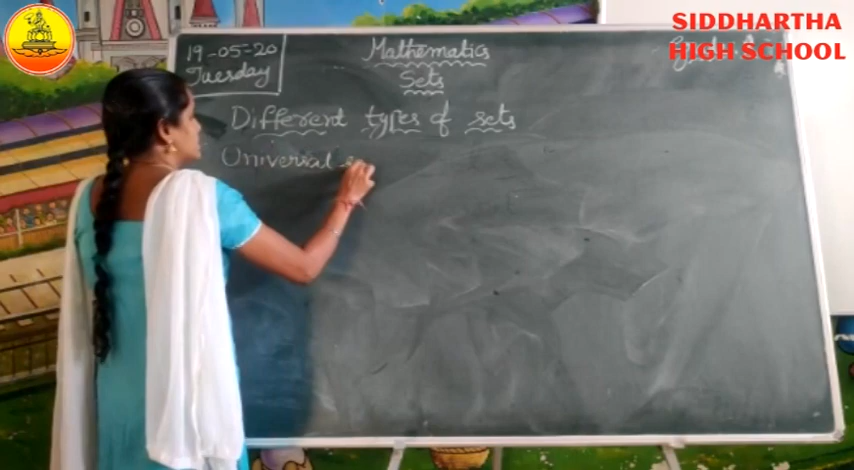 SIDDHARTHA
HIGH SCHOOL
19-05-20
Tuesday
Mathematics
Sets
Different types of sets
Universal s